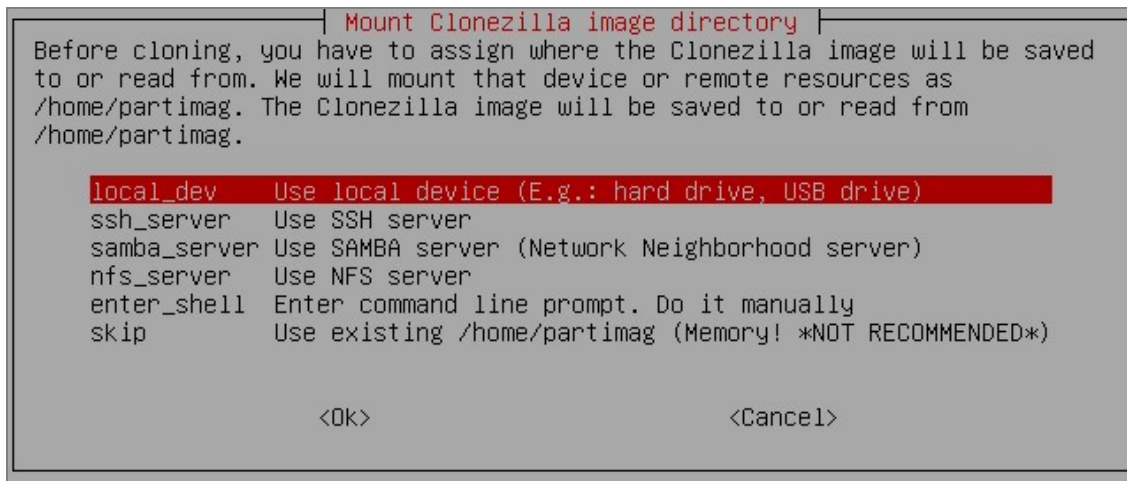 Mount Clonezilla image directory
Before cloning, you have to assign where the Clonezilla image will be saved
to or read from. We will mount that device or remote resources as
/home/partimag. The Clonezilla image will be saved to or read from
/home/partimag.
local_dev Use local device (E.g.: hard drive, USB drive)
ssh_server Use SSH server
samba_server Use SAMBA server (Network Neighborhood server)
nfs_server Use NFS server
enter_shell Enter command line prompt. Do it manually
skip Use existing /home/partimag (Memory! *NOT RECOMMENDED*)
<Ok> <Cancel>